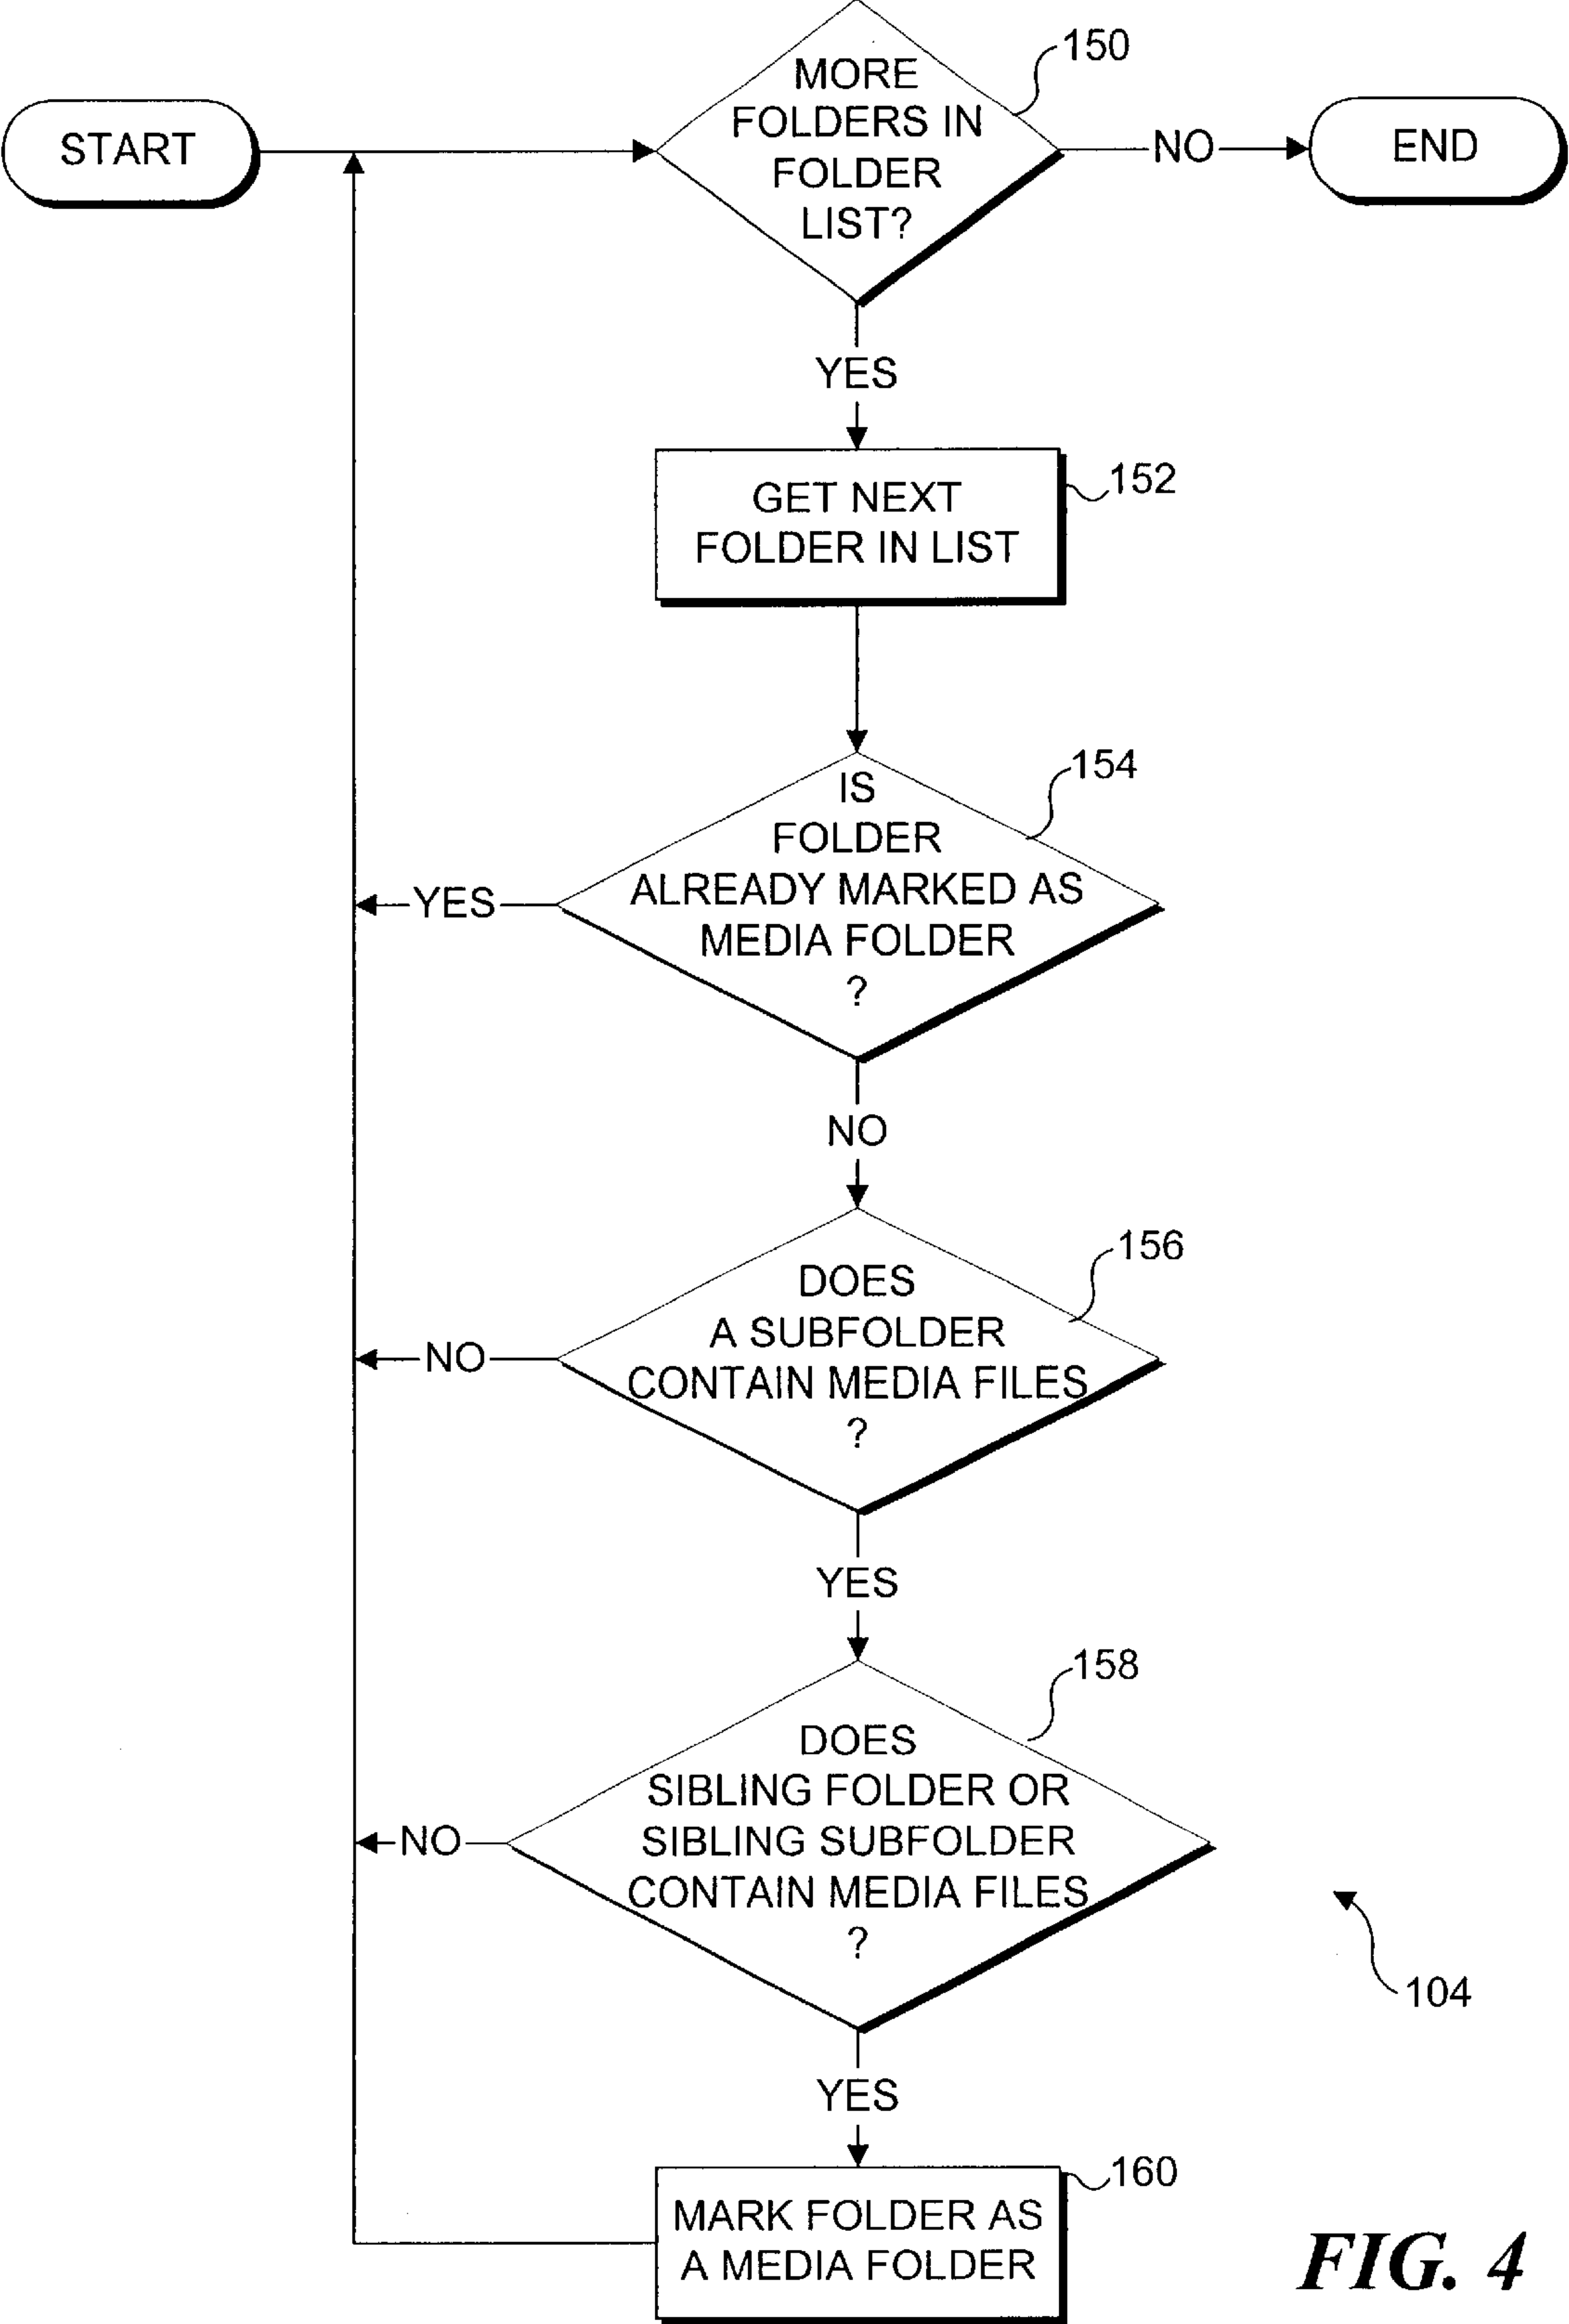 START
MORE
FOLDERS IN
FOLDER
LIST?
150
NO
END
YES
GET NEXT
FOLDER IN LIST
152
IS
FOLDER
ALREADY MARKED AS
MEDIA FOLDER
?
154
YES
NO
DOES
A SUBFOLDER
CONTAIN MEDIA FILES
?
156
NO
YES
DOES
SIBLING FOLDER OR
SIBLING SUBFOLDER
CONTAIN MEDIA FILES
?
158
NO
104
YES
MARK FOLDER AS
A MEDIA FOLDER
160
FIG. 4